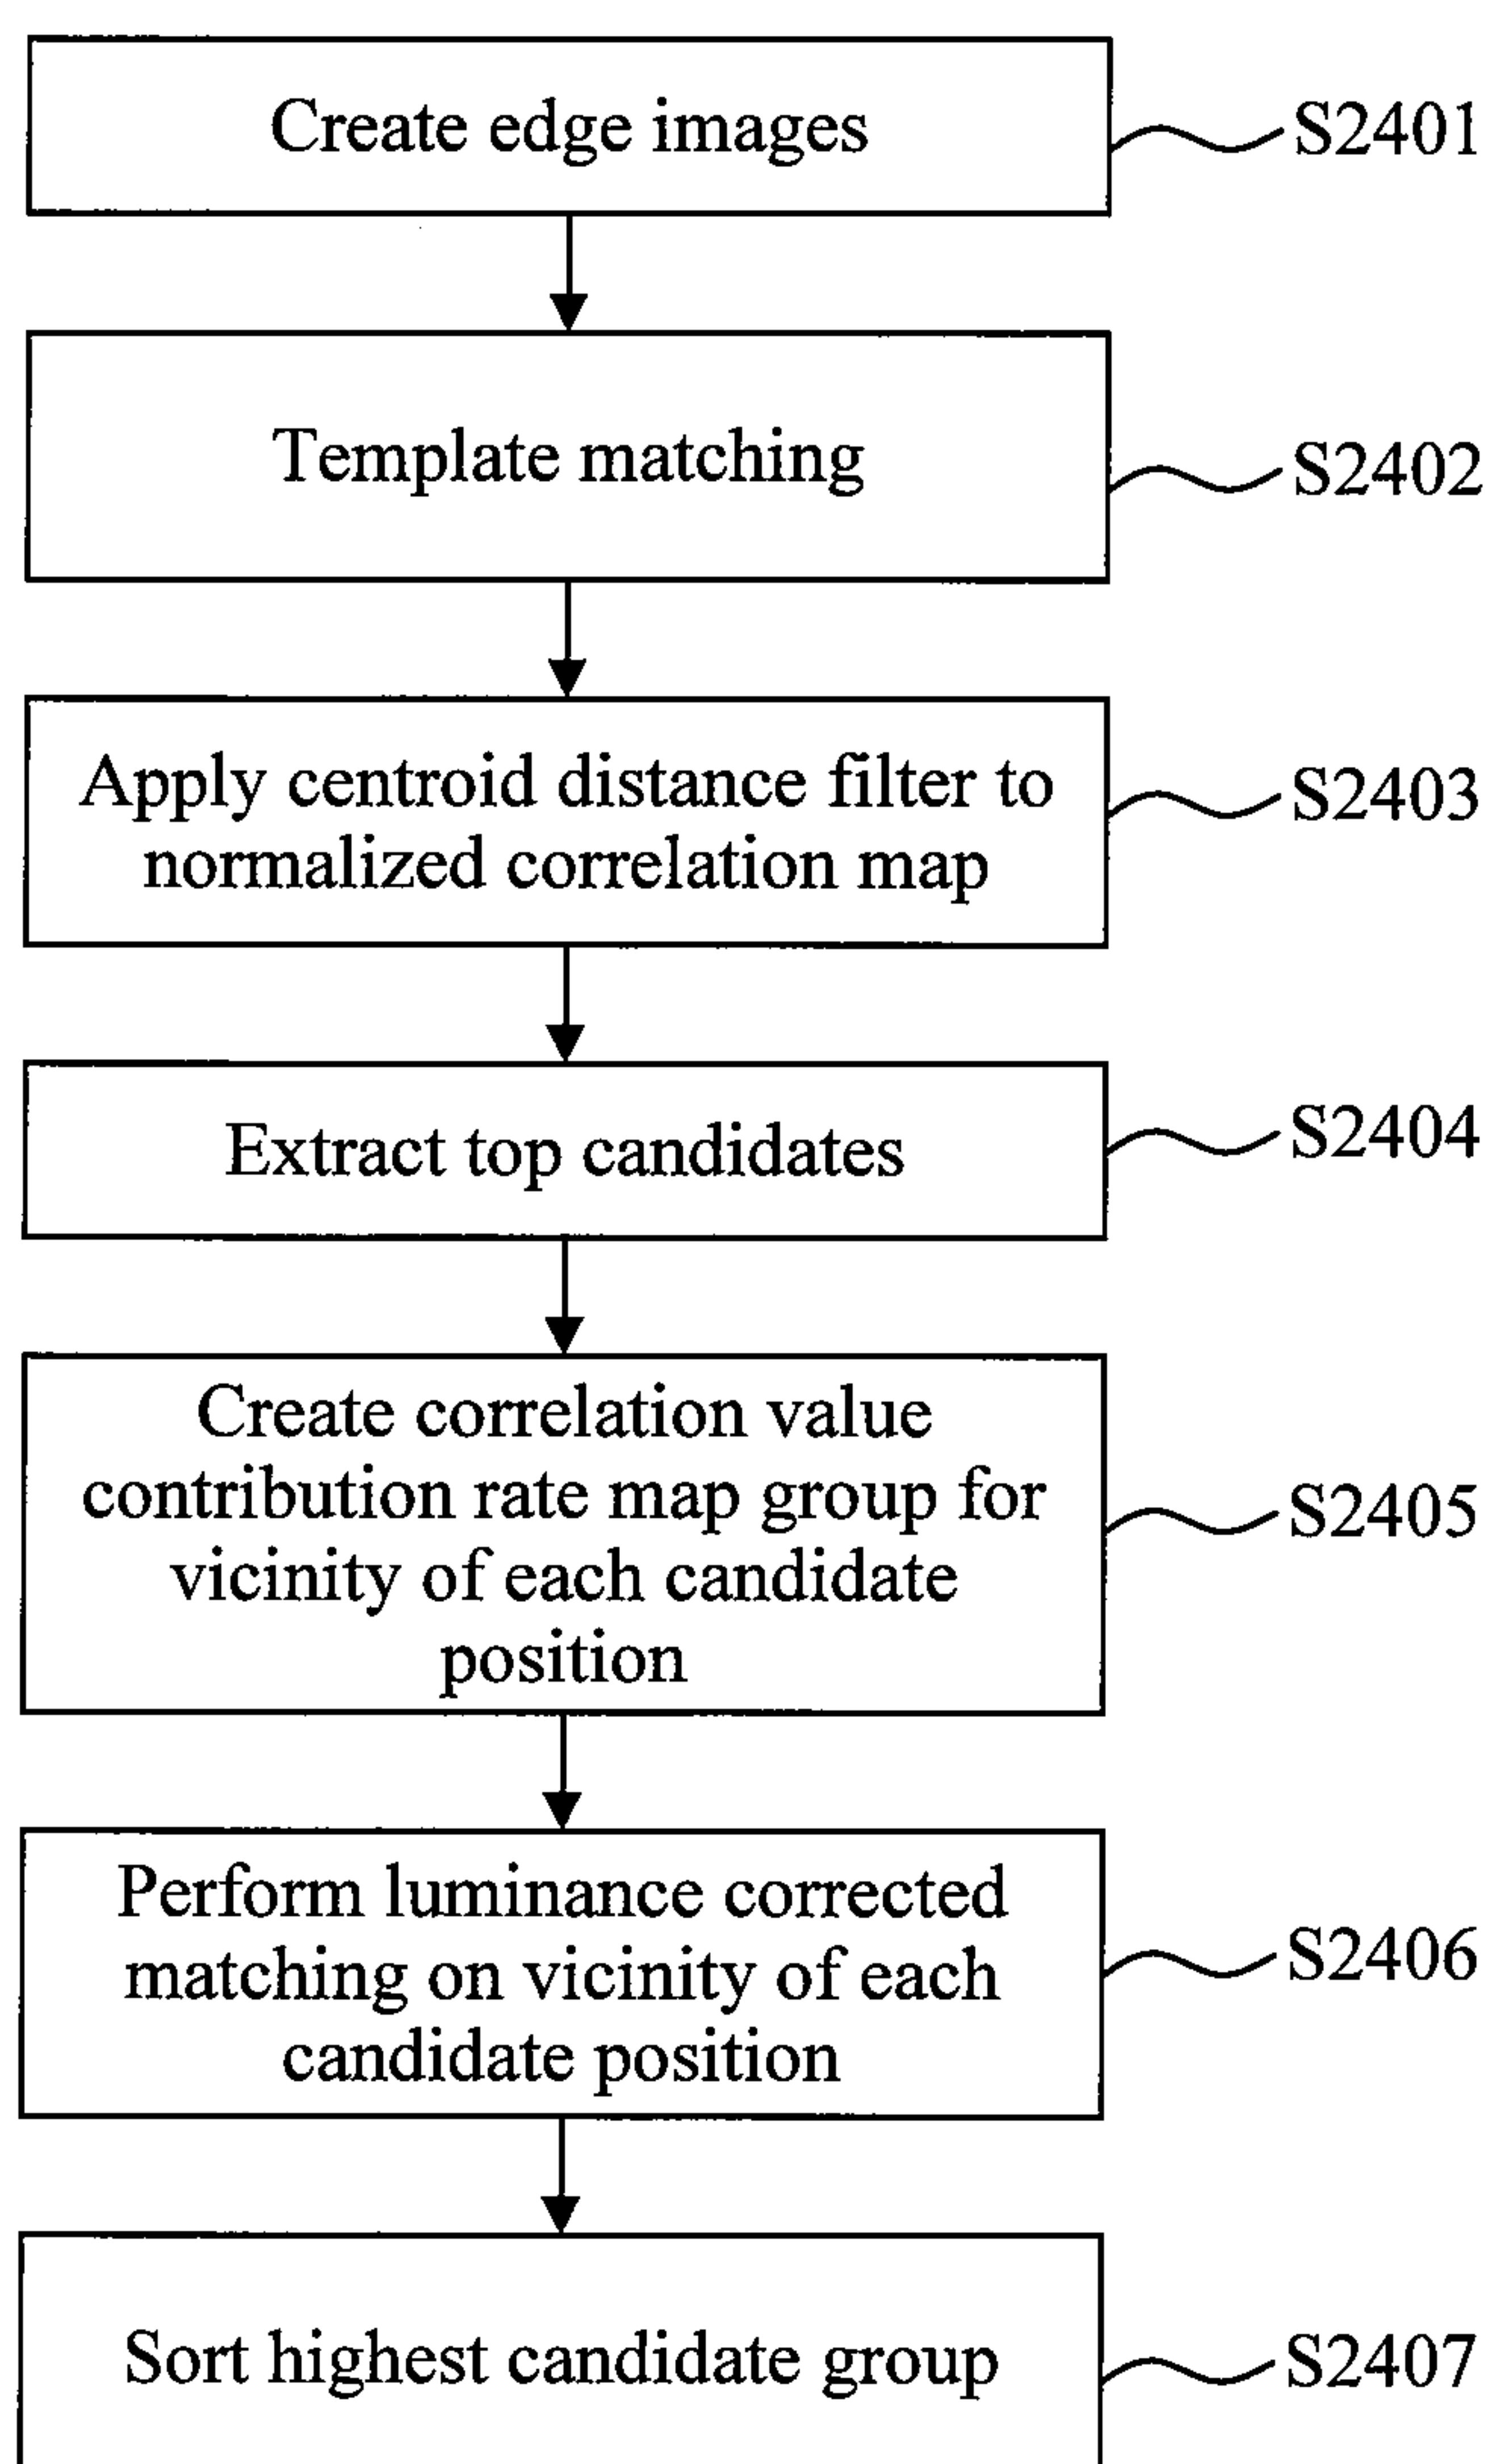 Create edge images
S2401
Template matching
S2402
Apply centroid distance filter to
normalized correlation map
S2403
Extract top candidates
S2404
Create correlation value
contribution rate map group for
vicinity of each candidate
position
S2405
Perform luminance corrected
matching on vicinity of each
candidate position
S2406
Sort highest candidate group
S2407